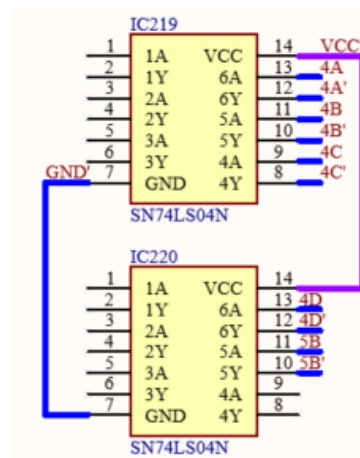 IC219
1 1A VCC 14 VCC
2 1Y 6A 13 4A
3 2A 6Y 12 4A'
4 2Y 5A 11 4B
5 3A 5Y 10 4B'
6 3Y 4A 9 4C
GND' 7 GND 4Y 8 4C'
SN74LS04N
IC220
1 1A VCC 14
2 1Y 6A 13 4D
3 2A 6Y 12 4D'
4 2Y 5A 11 5B
5 3A 5Y 10 5B'
6 3Y 4A 9
7 GND 4Y 8
SN74LS04N